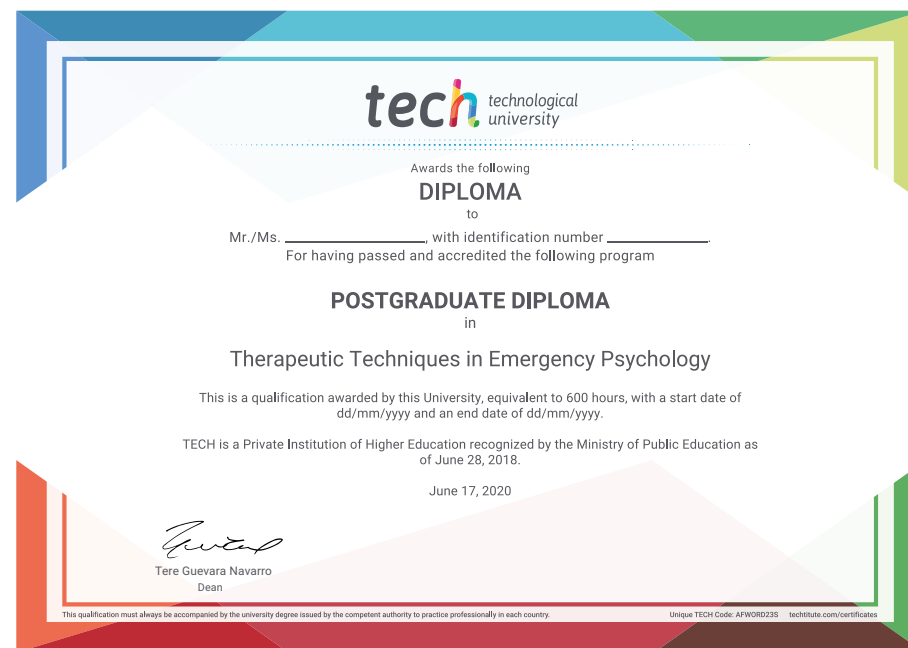 tech technological
university
Awards the following
DIPLOMA
to
Mr./Ms. ____________________, with identification number ______________.
For having passed and accredited the following program
POSTGRADUATE DIPLOMA
in
Therapeutic Techniques in Emergency Psychology
This is a qualification awarded by this University, equivalent to 600 hours, with a start date of
dd/mm/yyyy and an end date of dd/mm/yyyy.
TECH is a Private Institution of Higher Education recognized by the Ministry of Public Education as
of June 28, 2018.
June 17, 2020
Tere Guevara Navarro
Dean
This qualification must always be accompanied by the university degree issued by the competent authority to practice professionally in each country. Unique TECH Code: AFWORD23S techtitute.com/certificates